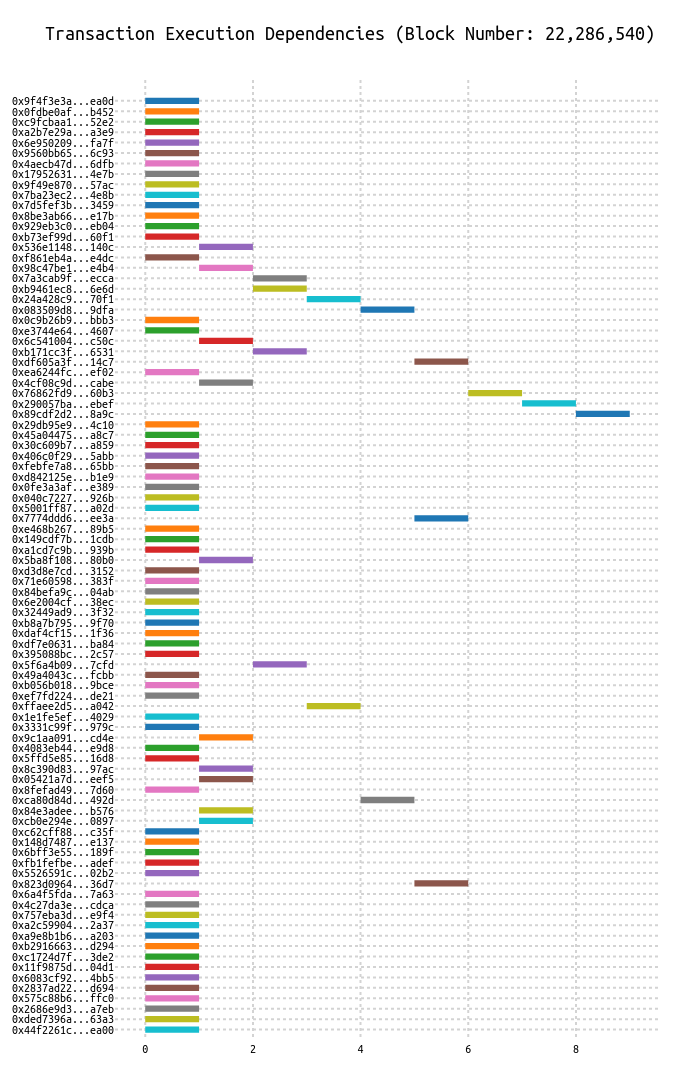 Transaction Execution Dependencies (Block Number: 22,286,540)
0x9f4f3e3a...ea0d
0x0fdbe0af...b452
0xc9fcbaa1...52e2
0xa2b7e29a...a3e9
0x6e950209...fa7f
0x9560bb65...6c93
0x4aecb47d...6dfb
0x17952631...4e7b
0x9f49e870...57ac
0x7ba23ec2...4e8b
0x7d5fef3b...3459
0x8be3ab66...e17b
0x929eb3c0...eb04
0xb73ef99d...60f1
0x536e1148...140c
0xf861eb4a...e4dc
0x98c47be1...e4b4
0x7a3cab9f...ecca
0xb9461ec8...6e6d
0x24a428c9...70f1
0x083509d8...9dfa
0x0c9b26b9...bbb3
0xe3744e64...4607
0x6c541004...c50c
0xb171cc3f...6531
0xdf605a3f...14c7
0xea6244fc...ef02
0x4cf08c9d...cabe
0x76862fd9...60b3
0x290057ba...ebef
0x89cdf2d2...8a9c
0x29db95e9...4c10
0x45a04475...a8c7
0x30c609b7...a859
0x406c0f29...5abb
0xfebfe7a8...65bb
0xd842125e...b1e9
0x0fe3a3af...e389
0x040c7227...926b
0x5001ff87...a02d
0x7774ddd6...ee3a
0xe468b267...89b5
0x149cdf7b...1cdb
0xa1cd7c9b...939b
0x5ba8f108...80b0
0xd3d8e7cd...3152
0x71e60598...383f
0x84befa9c...04ab
0x6e2004cf...38ec
0x32449ad9...3f32
0xb8a7b795...9f70
0xdaf4cf15...1f36
0xdf7e0631...ba84
0x395088bc...2c57
0x5f6a4b09...7cfd
0x49a4043c...fcbb
0xb056b018...9bce
0xef7fd224...de21
0xffaee2d5...a042
0x1e1fe5ef...4029
0x3331c99f...979c
0x9c1aa091...cd4e
0x4083eb44...e9d8
0x5ffd5e85...16d8
0x8c390d83...97ac
0x05421a7d...eef5
0x8fefad49...7d60
0xca80d84d...492d
0x84e3adee...b576
0xcb0e294e...0897
0xc62cff88...c35f
0x148d7487...e137
0x6bff3e55...189f
0xfb1fefbe...adef
0x5526591c...02b2
0x823d0964...36d7
0x6a4f5fda...7a63
0x4c27da3e...cdca
0x757eba3d...e9f4
0xa2c59904...2a37
0xa9e8b1b6...a203
0xb2916663...d294
0xc1724d7f...3de2
0x11f9875d...04d1
0x6083cf92...4bb5
0x2837ad22...d694
0x575c88b6...ffc0
0x2686e9d3...a7eb
0xded7396a...63a3
0x44f2261c...ea00
0 2 4 6 8